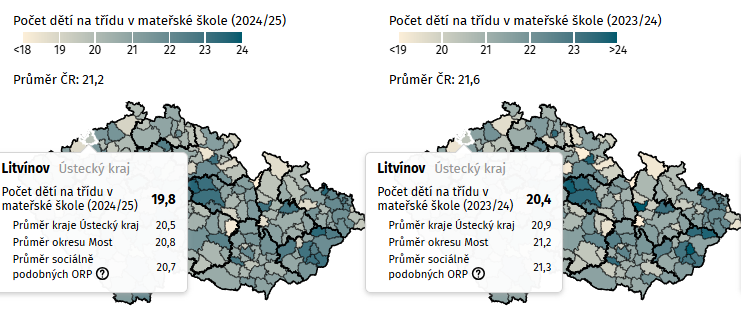 Počet dětí na třídu v mateřské škole (2024/25)
<18 19 20 21 22 23 24
Průměr ČR: 21,2
Litvínov Ústecký kraj
Počet dětí na třídu v
mateřské škole (2024/25) 19,8
Průměr kraje Ústecký kraj 20,5
Průměr okresu Most 20,8
Průměr sociálně
podobných ORP ? 20,7
Počet dětí na třídu v mateřské škole (2023/24)
<19 20 21 22 23 >24
Průměr ČR: 21,6
Litvínov Ústecký kraj
Počet dětí na třídu v
mateřské škole (2023/24) 20,4
Průměr kraje Ústecký kraj 20,9
Průměr okresu Most 21,2
Průměr sociálně
podobných ORP ? 21,3